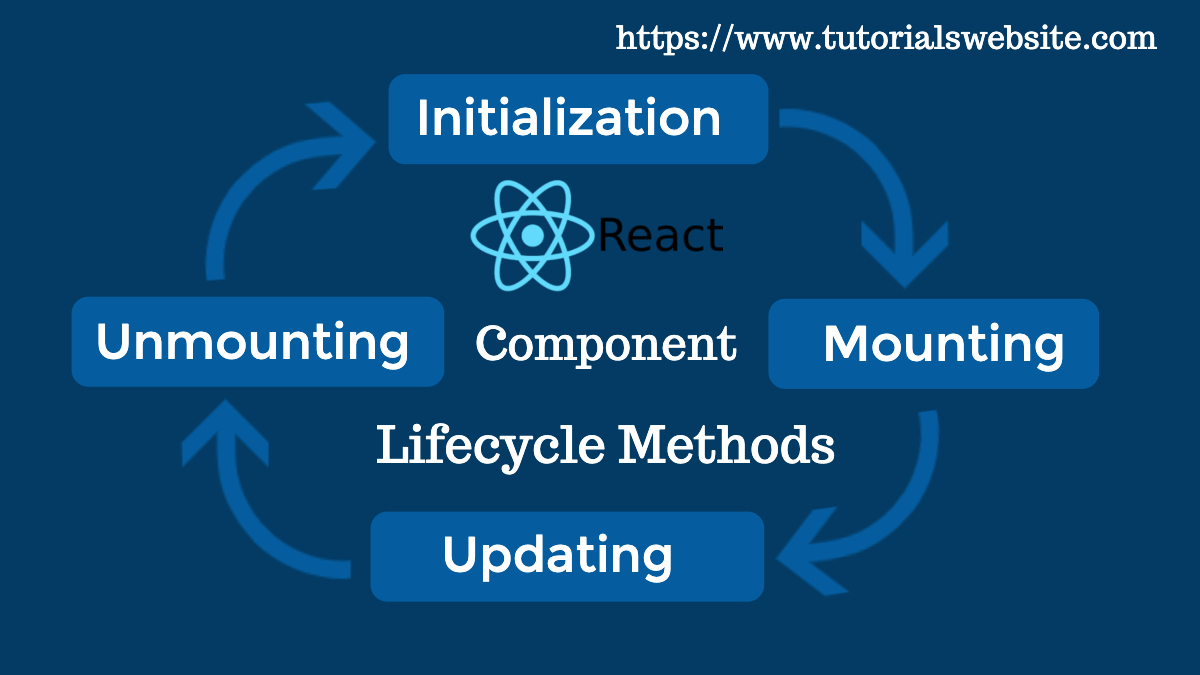 https://www.tutorialswebsite.com
Initialization
React
Unmounting
Component
Mounting
Lifecycle Methods
Updating